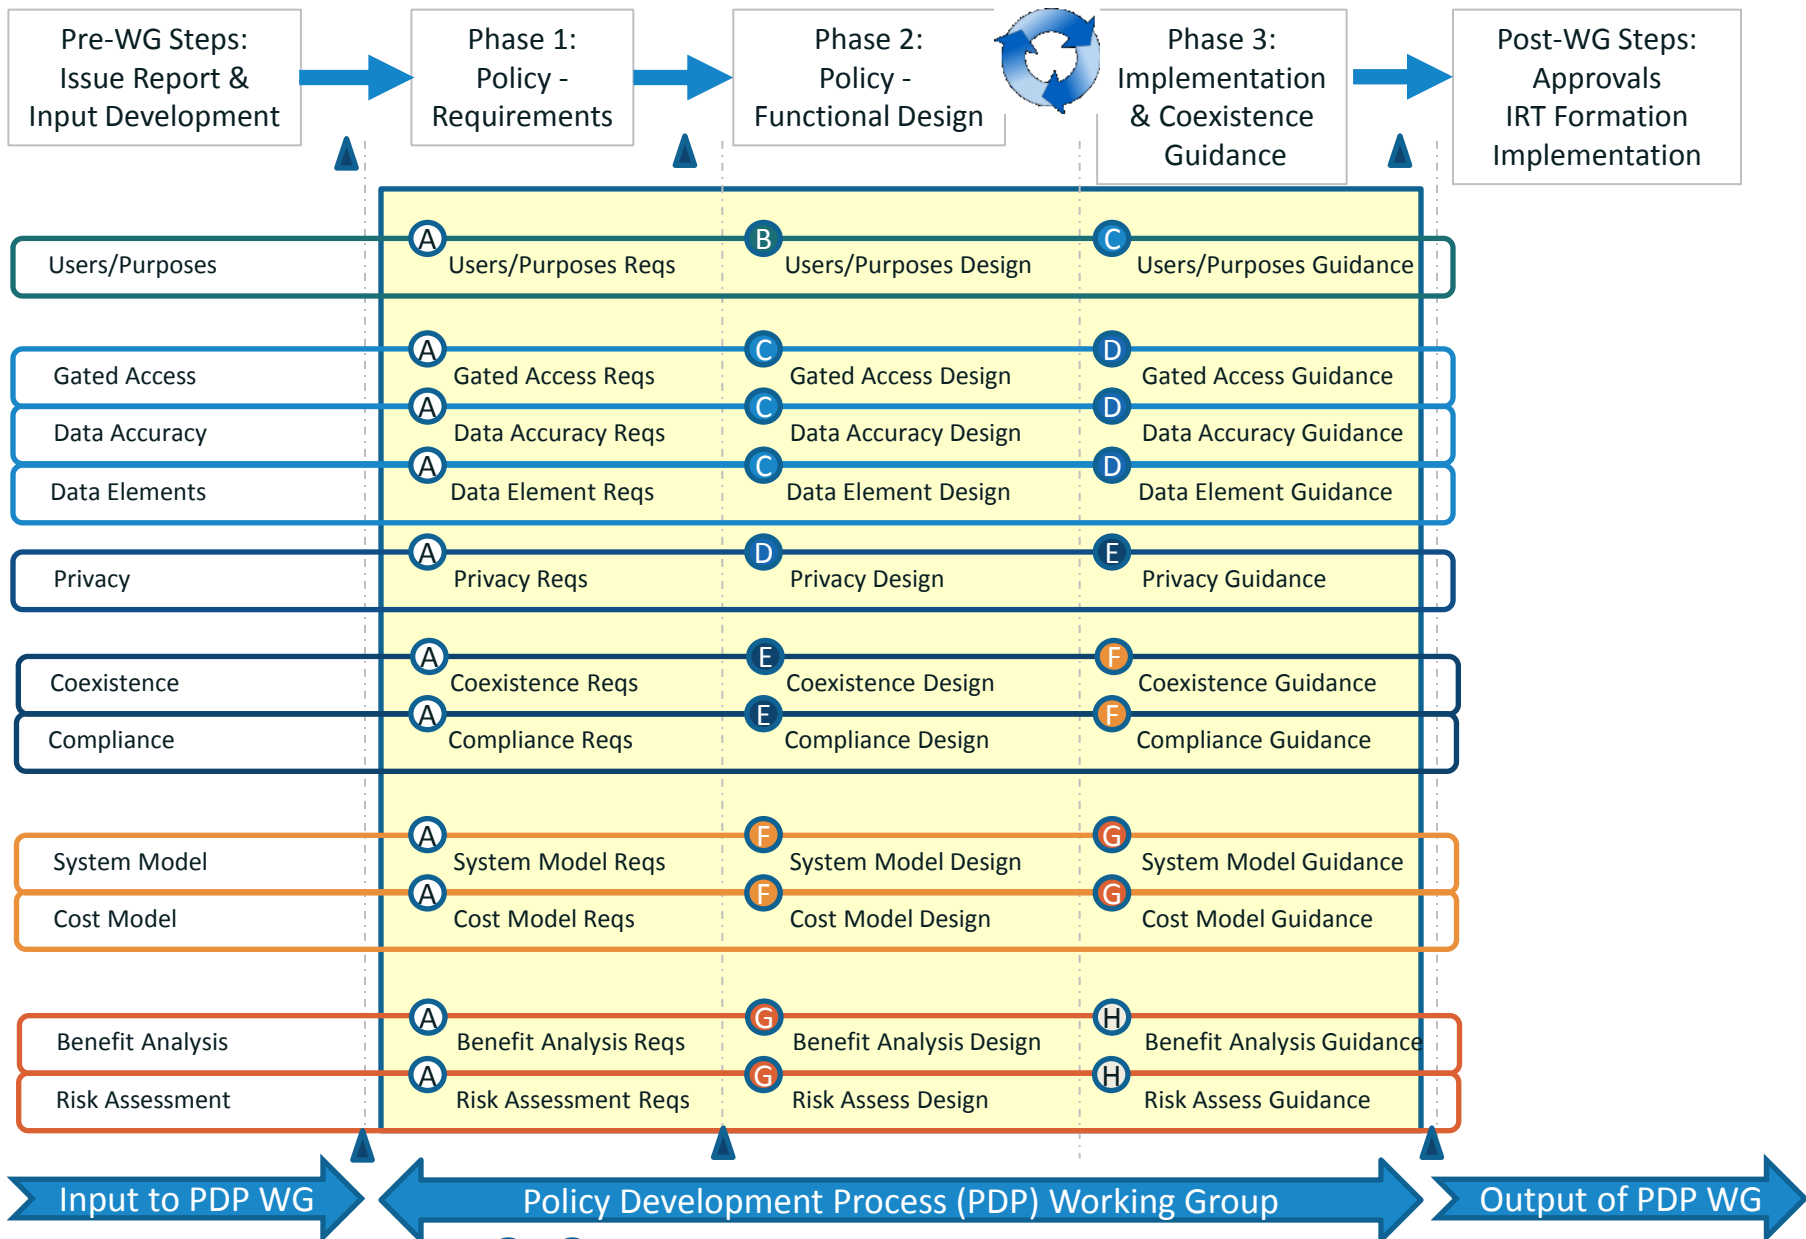 Pre-WG Steps:
Issue Report &
Input Development
Phase 1:
Policy -
Requirements
Phase 2:
Policy -
Functional Design
Phase 3:
Implementation
& Coexistence
Guidance
Post-WG Steps:
Approvals
IRT Formation
Implementation
A B C
Users/Purposes Users/Purposes Reqs Users/Purposes Design Users/Purposes Guidance
A C D
Gated Access Gated Access Reqs Gated Access Design Gated Access Guidance
A C D
Data Accuracy Data Accuracy Reqs Data Accuracy Design Data Accuracy Guidance
A C D
Data Elements Data Element Reqs Data Element Design Data Element Guidance
A D E
Privacy Privacy Reqs Privacy Design Privacy Guidance
A E F
Coexistence Coexistence Reqs Coexistence Design Coexistence Guidance
A E F
Compliance Compliance Reqs Compliance Design Compliance Guidance
A F G
System Model System Model Reqs System Model Design System Model Guidance
A F G
Cost Model Cost Model Reqs Cost Model Design Cost Model Guidance
A G H
Benefit Analysis Benefit Analysis Reqs Benefit Analysis Design Benefit Analysis Guidance
A G H
Risk Assessment Risk Assessment Reqs Risk Assess Design Risk Assess Guidance
Input to PDP WG Policy Development Process (PDP) Working Group Output of PDP WG